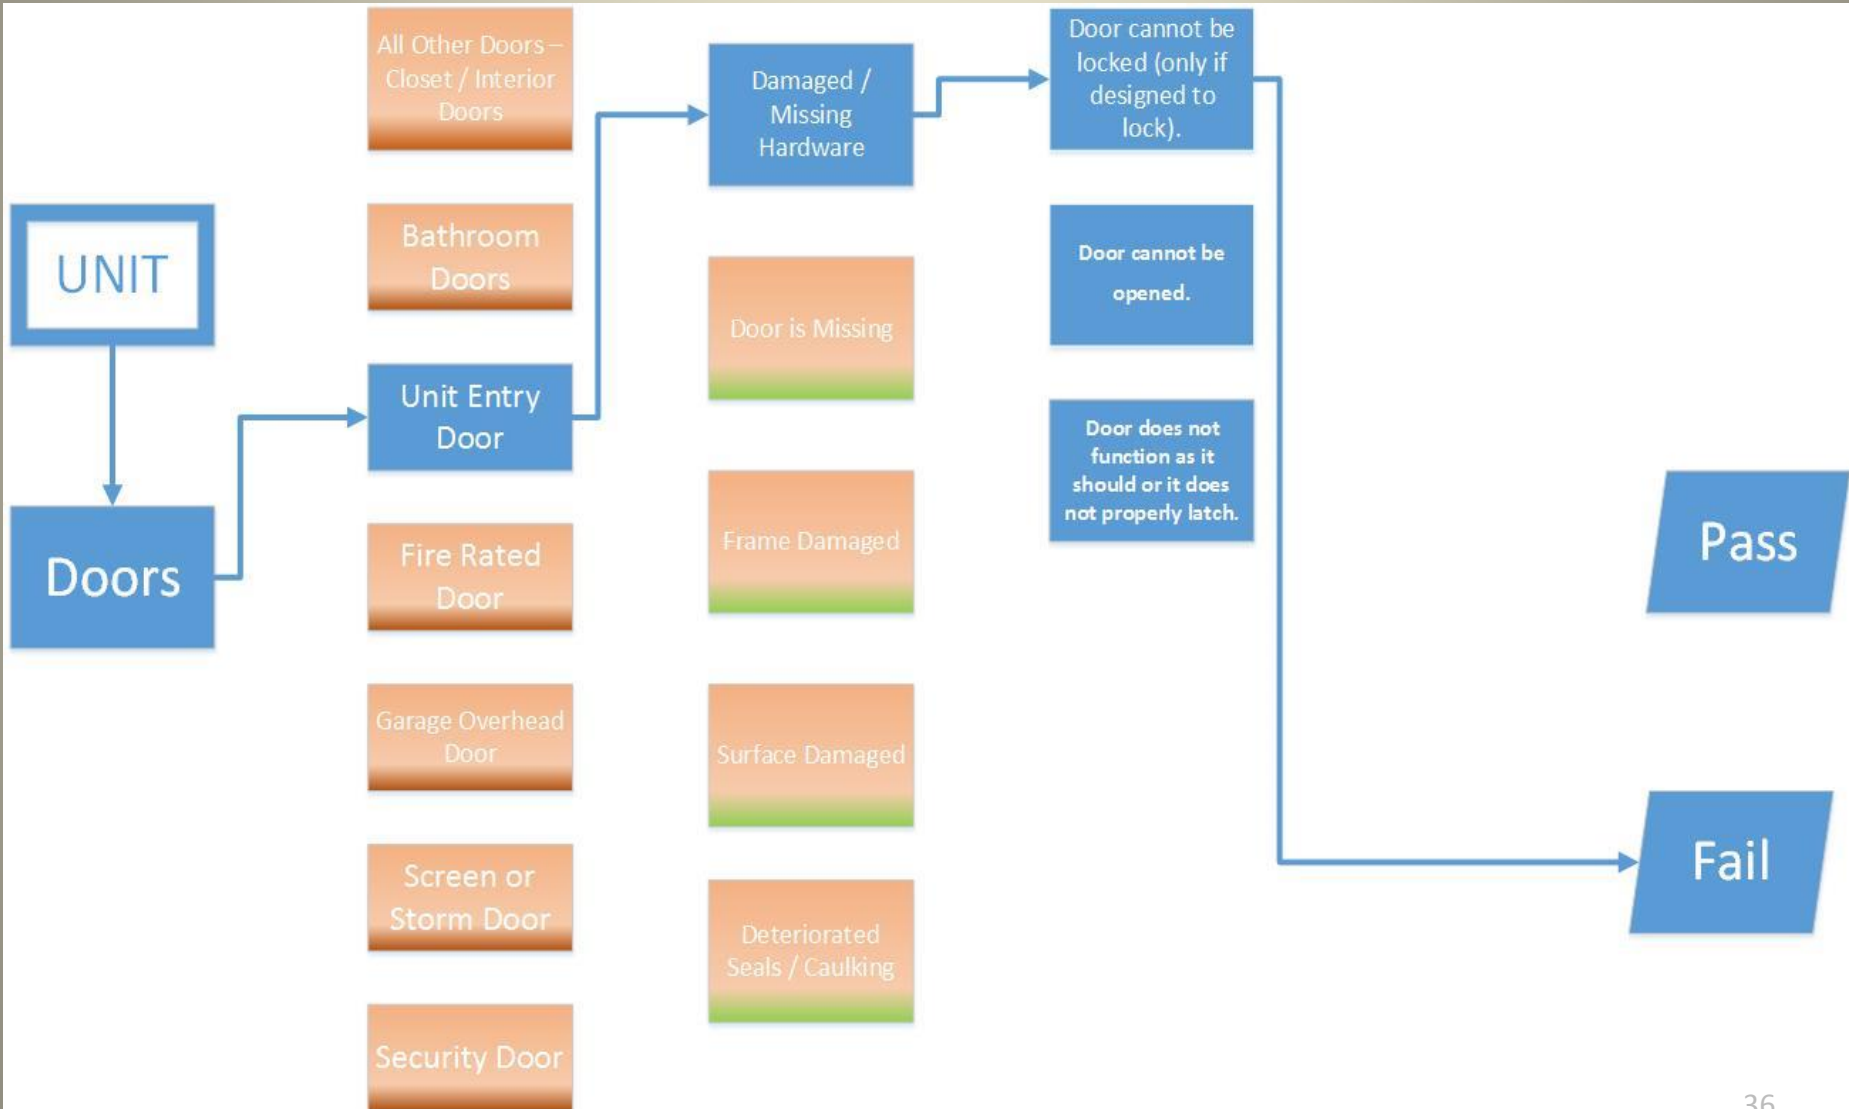 UNIT
Doors
All Other Doors –
Closet / Interior
Doors
Bathroom
Doors
Unit Entry
Door
Fire Rated
Door
Garage Overhead
Door
Screen or
Storm Door
Security Door
Damaged /
Missing
Hardware
Door is Missing
Frame Damaged
Surface Damaged
Deteriorated
Seals / Caulking
Door cannot be
locked (only if
designed to
lock).
Door cannot be
opened.
Door does not
function as it
should or it does
not properly latch.
Pass
Fail
36